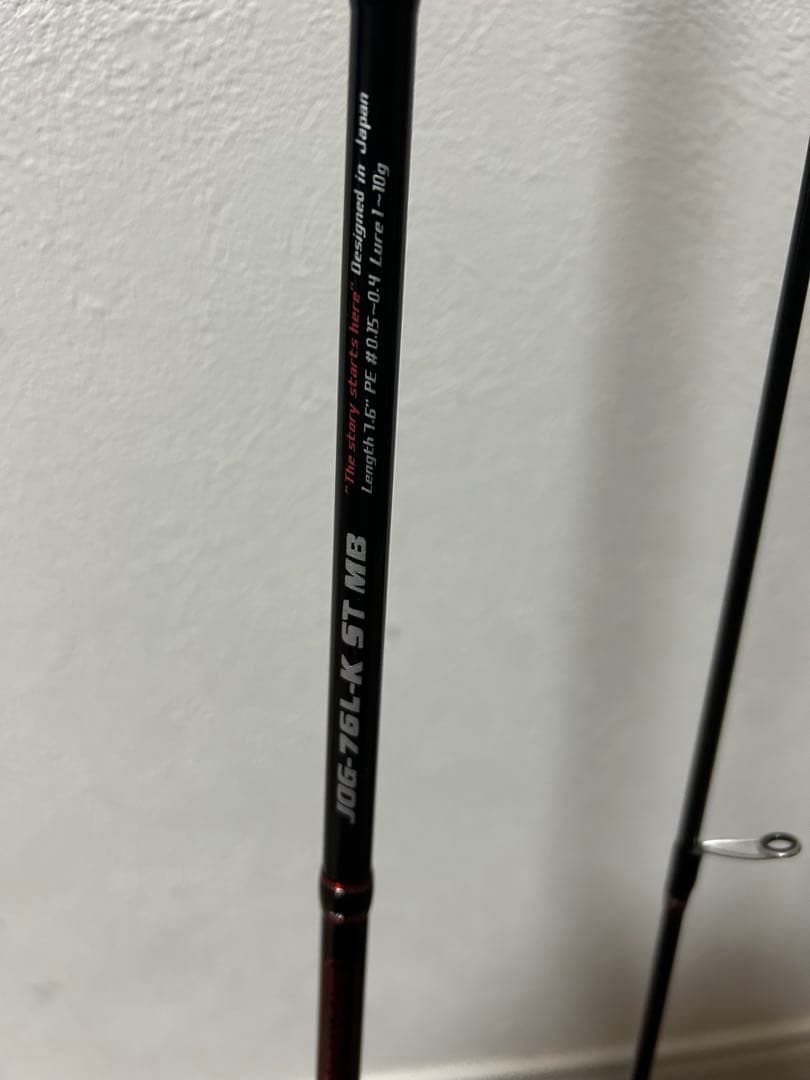 JOG-76L-K ST MB
"The story starts here" Designed in Japan
Length 7.6" PE #0.15~0.4 Lure 1~10g